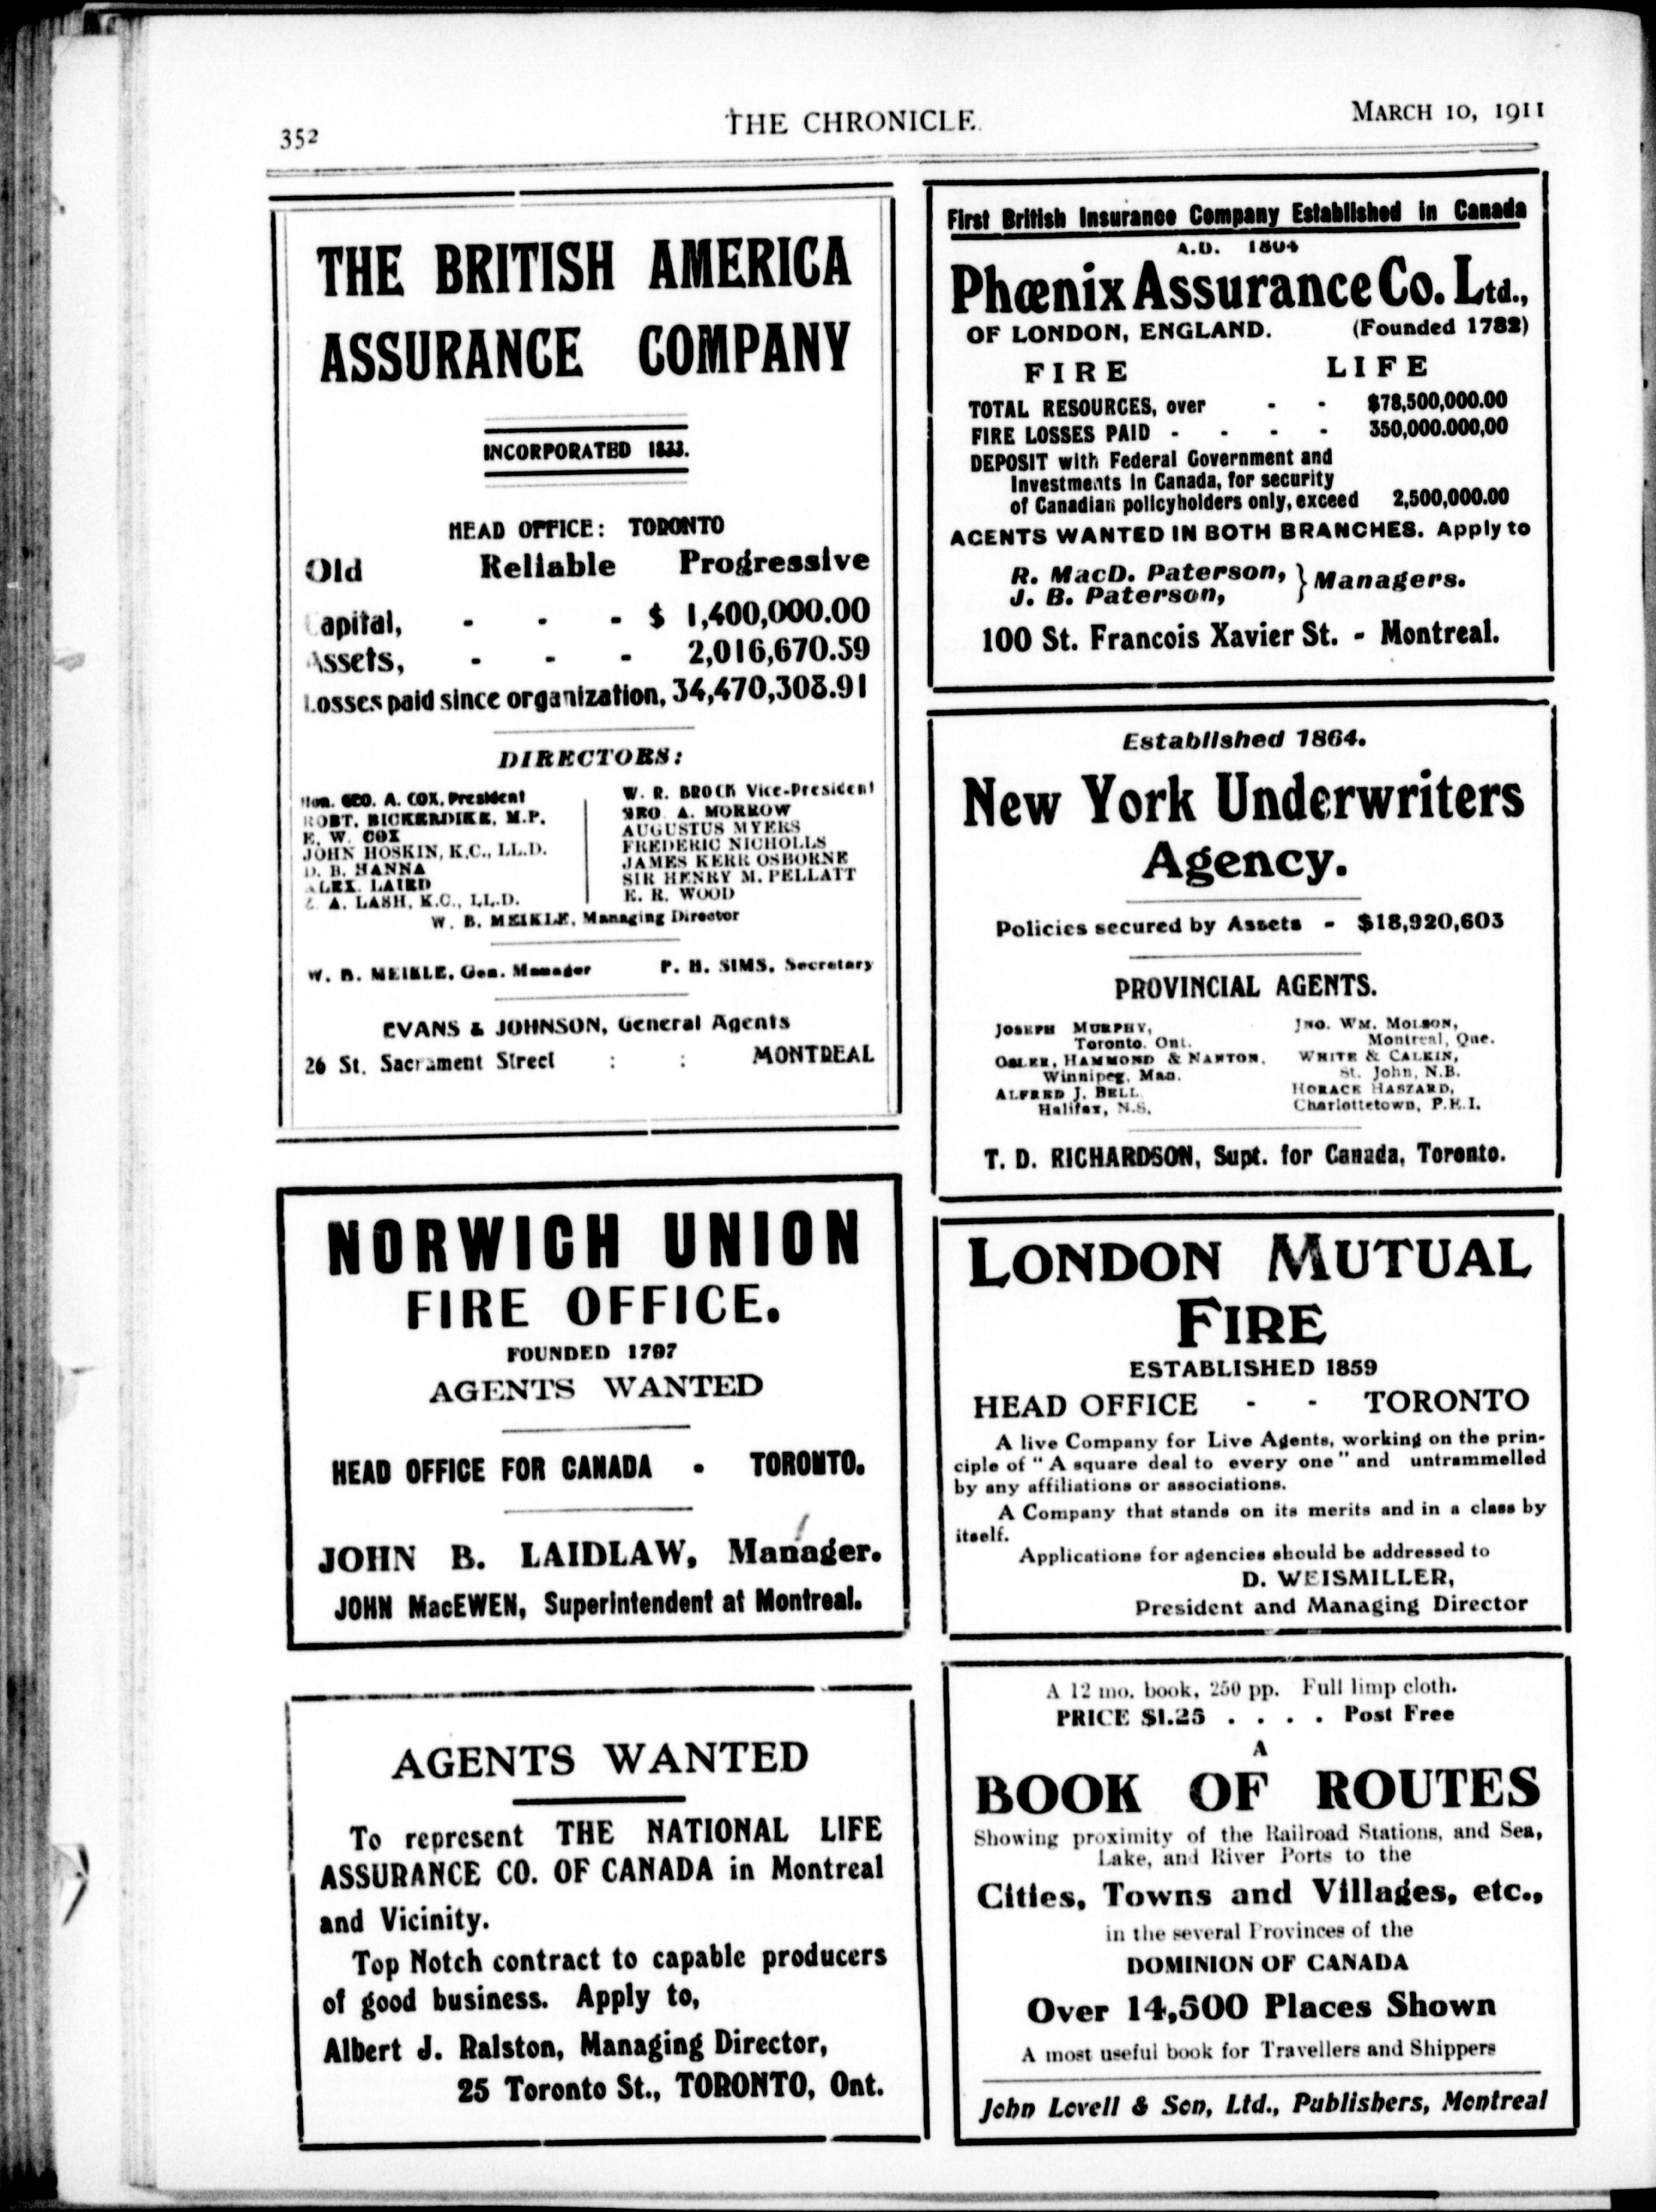 352
THE CHRONICLE.
MARCH 10, 1911
THE BRITISH AMERICA
ASSURANCE COMPANY
INCORPORATED 1833.
HEAD OFFICE: TORONTO
Old Reliable Progressive
Capital, - - - $ 1,400,000.00
Assets, - - - 2,016,670.59
Losses paid since organization, 34,470,308.91
DIRECTORS:
Hon. GEO. A. COX, President
ROBT. BICKERDIKE, M.P.
E. W. COX
JOHN HOSKIN, K.C., LL.D.
D. B. HANNA
ALEX. LAIRD
Z. A. LASH, K.C., LL.D.
W. R. BROCK Vice-President
GEO. A. MORROW
AUGUSTUS MYERS
FREDERIC NICHOLLS
JAMES KERR OSBORNE
SIR HENRY M. PELLATT
E. R. WOOD
W. B. MEIKLE, Managing Director
W. B. MEIKLE, Gen. Manager P. H. SIMS, Secretary
EVANS & JOHNSON, General Agents
26 St. Sacrament Street : : MONTREAL
NORWICH UNION
FIRE OFFICE.
FOUNDED 1797
AGENTS WANTED
HEAD OFFICE FOR CANADA - TORONTO.
JOHN B. LAIDLAW, Manager.
JOHN MacEWEN, Superintendent at Montreal.
AGENTS WANTED
To represent THE NATIONAL LIFE
ASSURANCE CO. OF CANADA in Montreal
and Vicinity.
Top Notch contract to capable producers
of good business. Apply to,
Albert J. Ralston, Managing Director,
25 Toronto St., TORONTO, Ont.
First British Insurance Company Established in Canada
A.D. 1804
Phœnix Assurance Co. Ltd.,
OF LONDON, ENGLAND. (Founded 1782)
FIRE LIFE
TOTAL RESOURCES, over - - $78,500,000.00
FIRE LOSSES PAID - - - - 350,000.000,00
DEPOSIT with Federal Government and
Investments in Canada, for security
of Canadian policyholders only, exceed 2,500,000.00
AGENTS WANTED IN BOTH BRANCHES. Apply to
R. MacD. Paterson, } Managers.
J. B. Paterson,
100 St. Francois Xavier St. - Montreal.
Established 1864.
New York Underwriters
Agency.
Policies secured by Assets - $18,920,603
PROVINCIAL AGENTS.
JOSEPH MURPHY,
Toronto. Ont.
OSLER, HAMMOND & NANTON,
Winnipeg, Man.
ALFRED J. BELL
Halifax, N.S.
JNO. WM. MOLSON,
Montreal, Que.
WHITE & CALKIN,
St. John, N.B.
HORACE HASZARD,
Charlottetown, P.E.I.
T. D. RICHARDSON, Supt. for Canada, Toronto.
LONDON MUTUAL
FIRE
ESTABLISHED 1859
HEAD OFFICE - - TORONTO
A live Company for Live Agents, working on the prin-
ciple of "A square deal to every one" and untrammelled
by any affiliations or associations.
A Company that stands on its merits and in a class by
itself.
Applications for agencies should be addressed to
D. WEISMILLER,
President and Managing Director
A 12 mo. book, 250 pp. Full limp cloth.
PRICE $1.25 . . . . Post Free
A
BOOK OF ROUTES
Showing proximity of the Railroad Stations, and Sea,
Lake, and River Ports to the
Cities, Towns and Villages, etc.,
in the several Provinces of the
DOMINION OF CANADA
Over 14,500 Places Shown
A most useful book for Travellers and Shippers
John Lovell & Son, Ltd., Publishers, Montreal